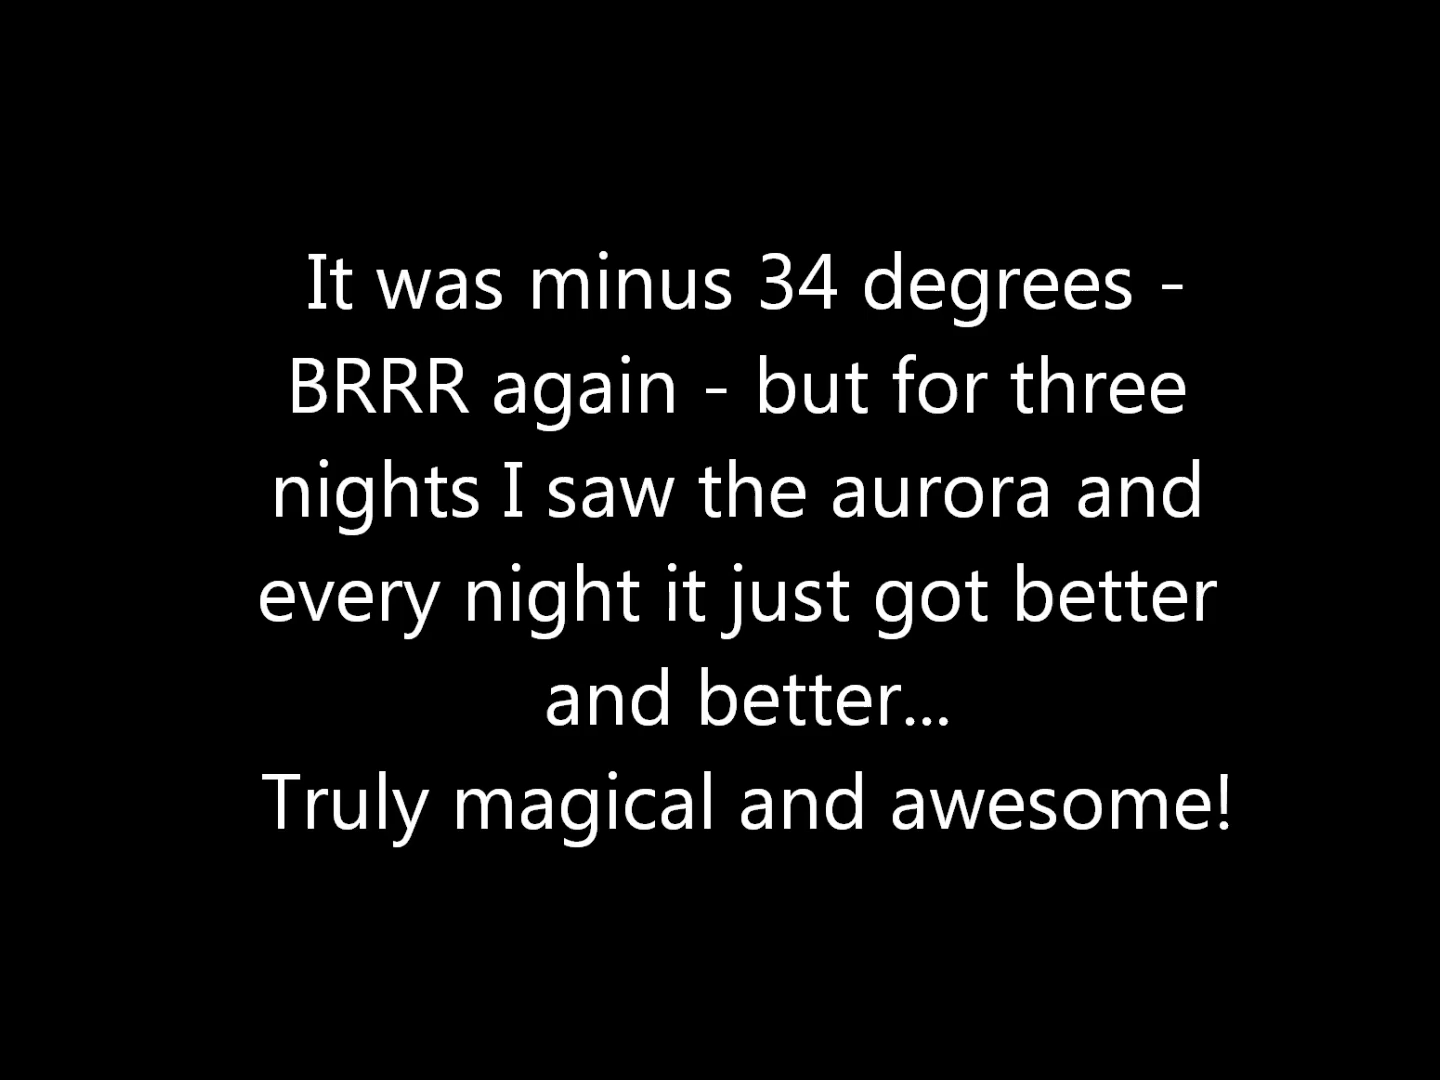 It was minus 34 degrees -
BRRR again - but for three
nights I saw the aurora and
every night it just got better
and better...
Truly magical and awesome!